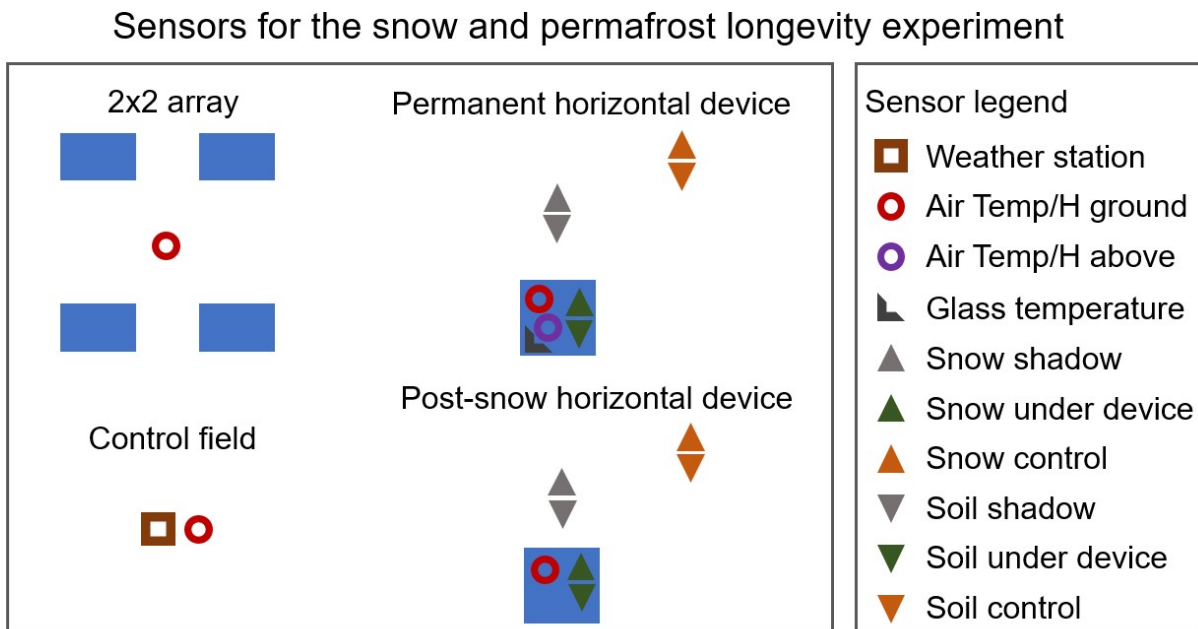 Sensors for the snow and permafrost longevity experiment
2x2 array
Permanent horizontal device
Control field
Post-snow horizontal device
Sensor legend
Weather station
Air Temp/H ground
Air Temp/H above
Glass temperature
Snow shadow
Snow under device
Snow control
Soil shadow
Soil under device
Soil control